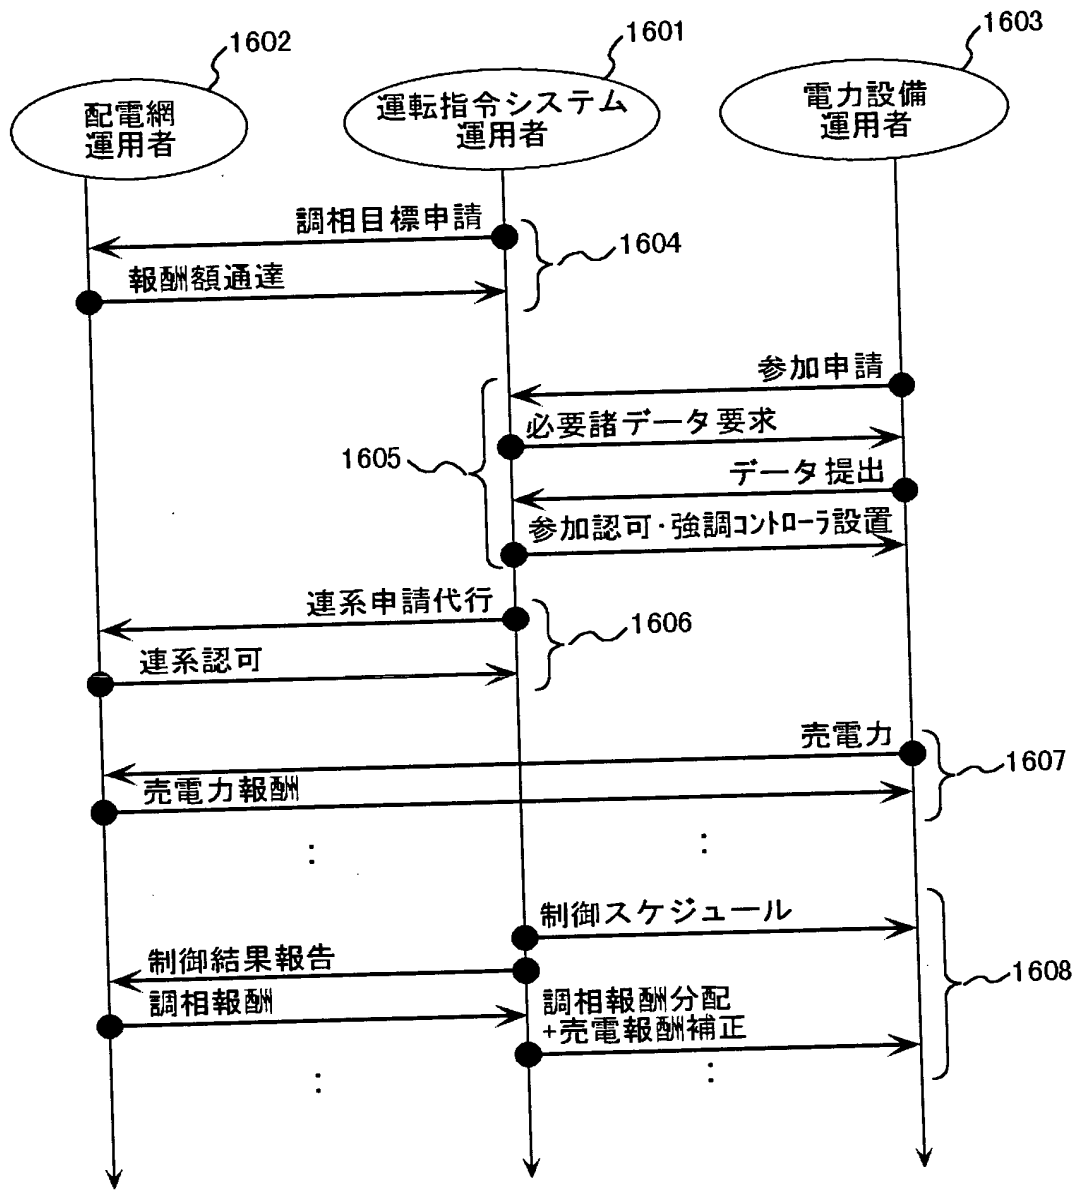 1602
1601
1603
配電網
運用者
運転指令システム
運用者
電力設備
運用者
調相目標申請
1604
報酬額通達
参加申請
必要諸データ要求
1605
データ提出
参加認可・強調コントローラ設置
連系申請代行
1606
連系認可
売電力
1607
売電力報酬
:
:
制御スケジュール
制御結果報告
1608
調相報酬
調相報酬分配
+売電報酬補正
:
: